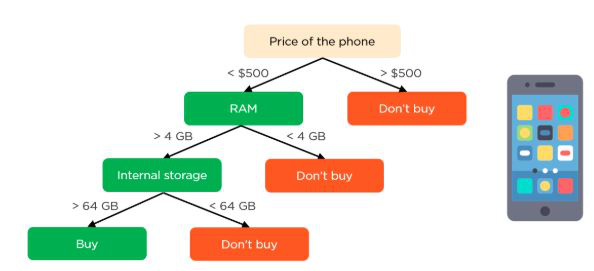 Price of the phone
< $500
> $500
RAM
Don't buy
> 4 GB
< 4 GB
Internal storage
Don't buy
> 64 GB
< 64 GB
Buy
Don't buy